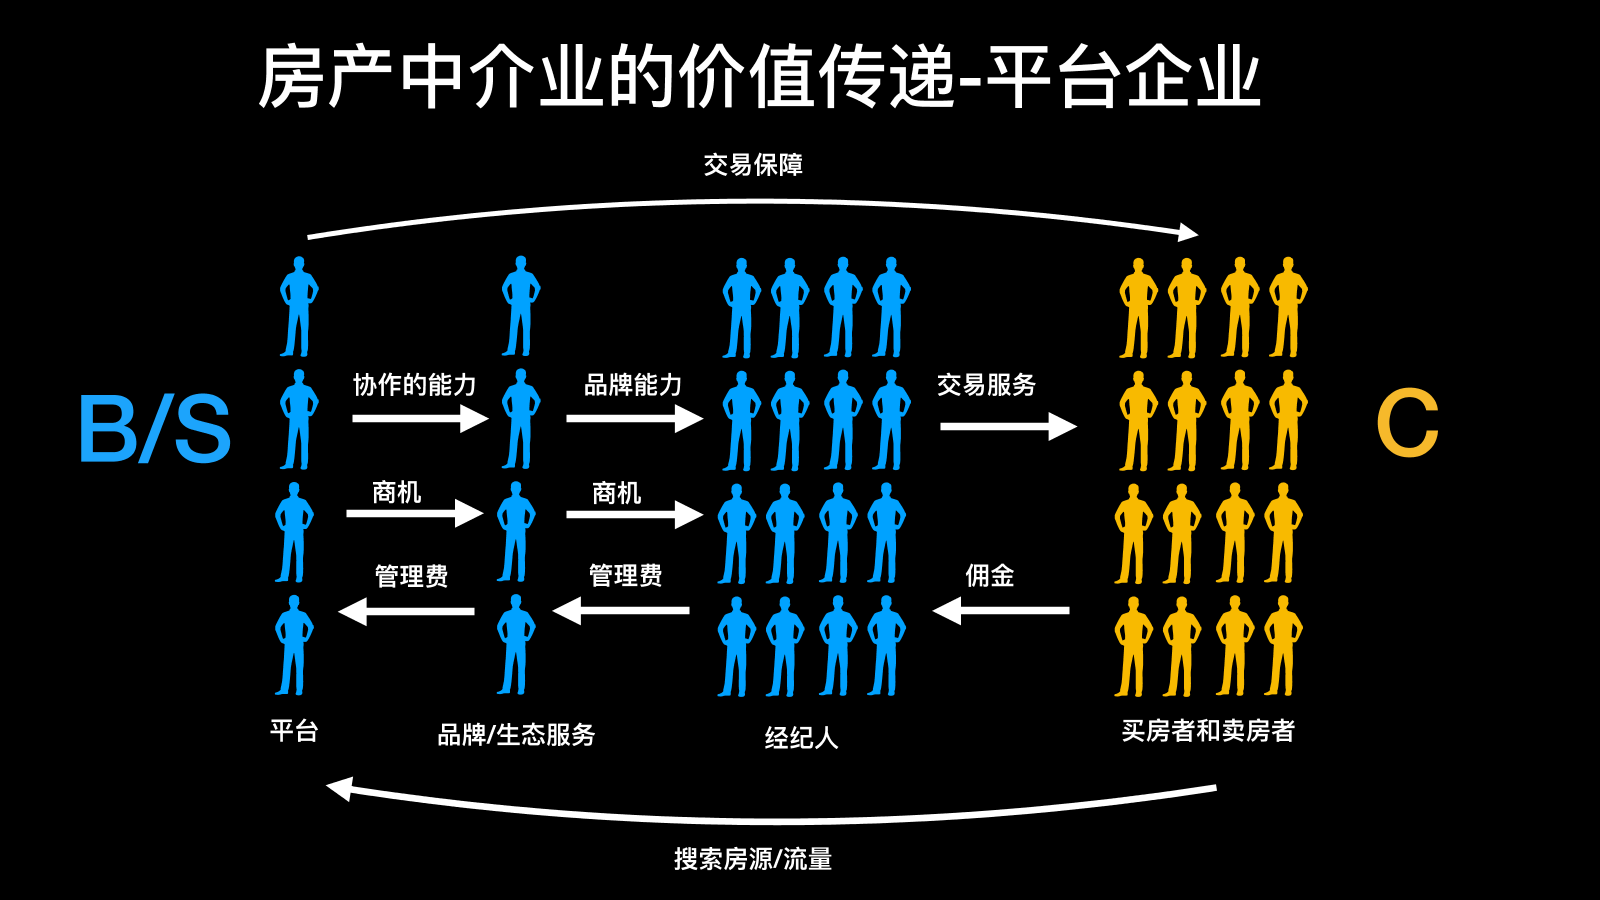 房产中介业的价值传递-平台企业
交易保障
协作的能力
品牌能力
交易服务
B/S
C
商机
商机
管理费
管理费
佣金
平台
品牌/生态服务
经纪人
买房者和卖房者
搜索房源/流量